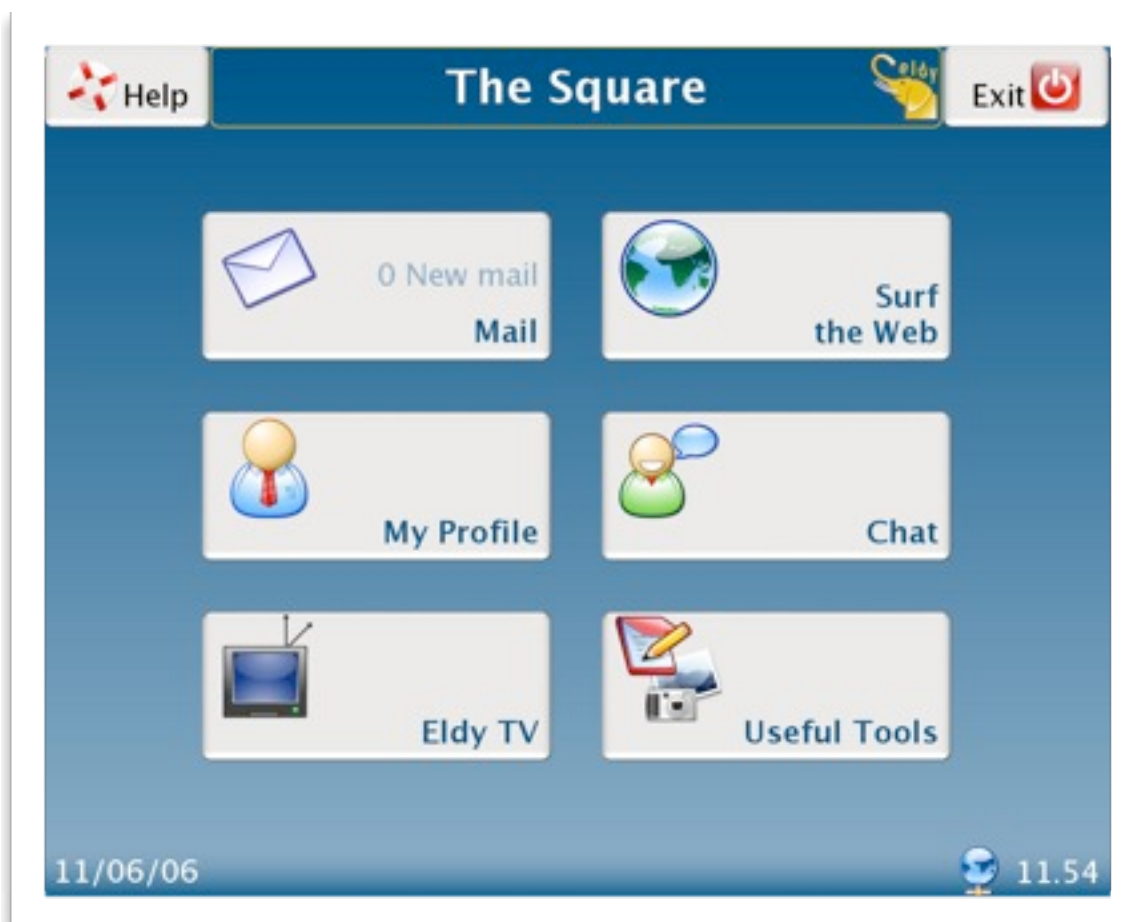 Help
The Square
eldy
Exit
0 New mail
Mail
Surf
the Web
My Profile
Chat
Eldy TV
Useful Tools
11/06/06
11.54